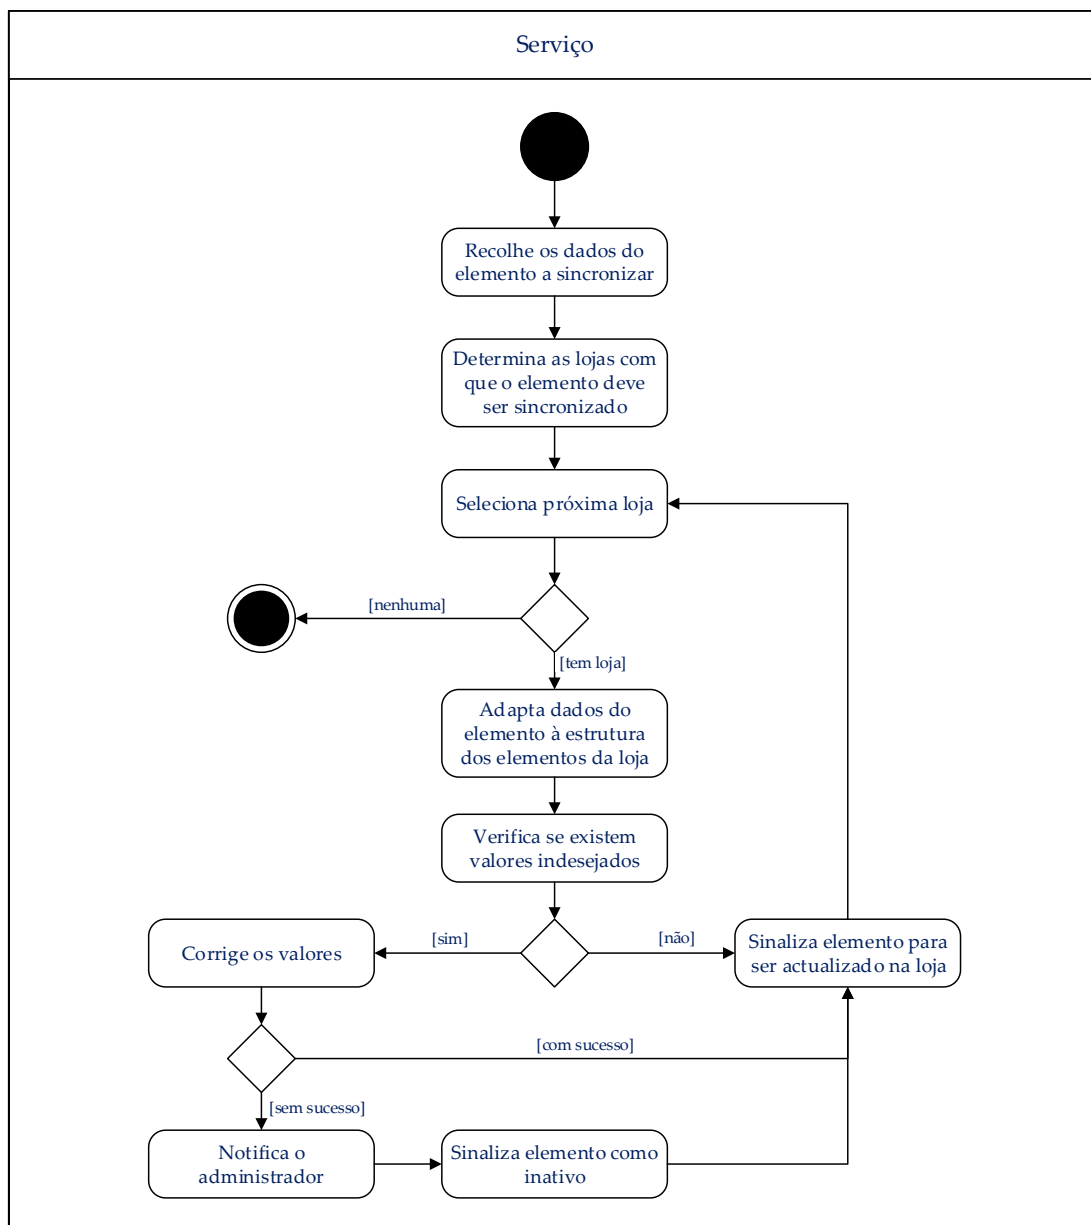 Serviço
Recolhe os dados do
elemento a sincronizar
Determina as lojas com
que o elemento deve
ser sincronizado
Seleciona próxima loja
[nenhuma]
[tem loja]
Adapta dados do
elemento à estrutura
dos elementos da loja
Verifica se existem
valores indesejados
[sim]
[não]
Corrige os valores
Sinaliza elemento para
ser actualizado na loja
[com sucesso]
[sem sucesso]
Notifica o
administrador
Sinaliza elemento como
inativo